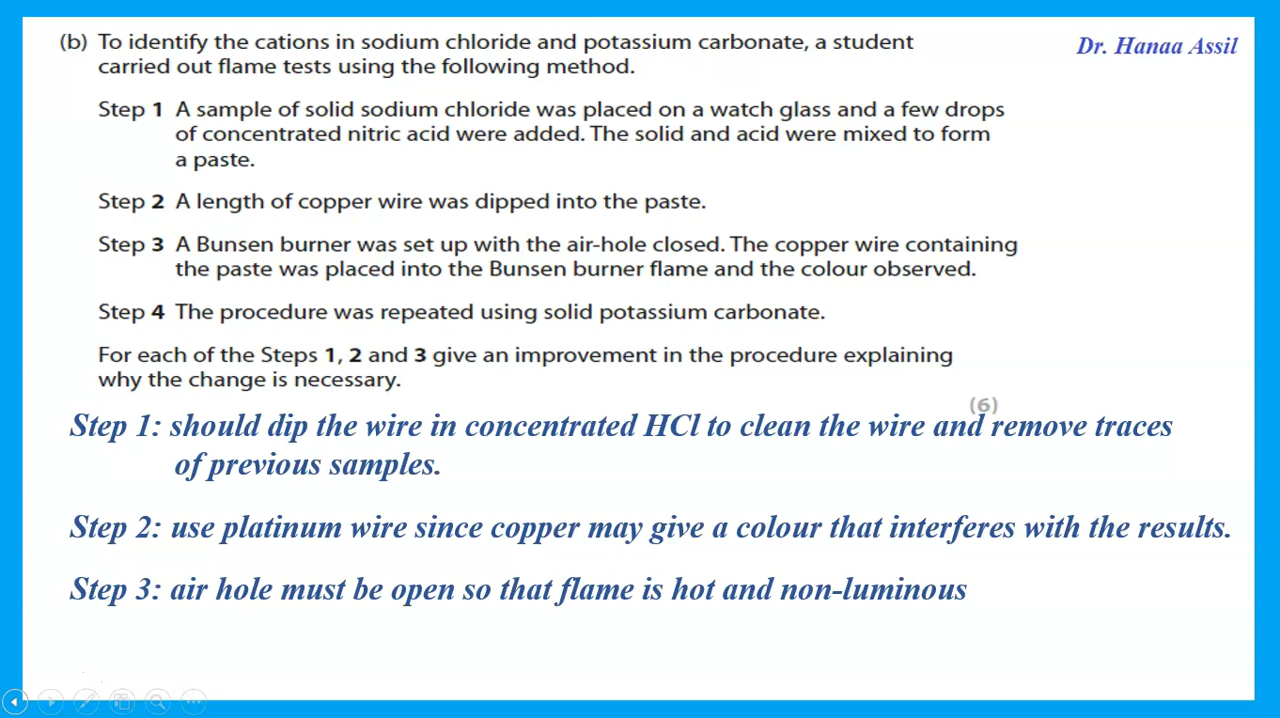 Dr. Hanaa Assil
(b) To identify the cations in sodium chloride and potassium carbonate, a student
carried out flame tests using the following method.
Step 1 A sample of solid sodium chloride was placed on a watch glass and a few drops
of concentrated nitric acid were added. The solid and acid were mixed to form
a paste.
Step 2 A length of copper wire was dipped into the paste.
Step 3 A Bunsen burner was set up with the air-hole closed. The copper wire containing
the paste was placed into the Bunsen burner flame and the colour observed.
Step 4 The procedure was repeated using solid potassium carbonate.
For each of the Steps 1, 2 and 3 give an improvement in the procedure explaining
why the change is necessary.
(6)
Step 1: should dip the wire in concentrated HCl to clean the wire and remove traces
of previous samples.
Step 2: use platinum wire since copper may give a colour that interferes with the results.
Step 3: air hole must be open so that flame is hot and non-luminous